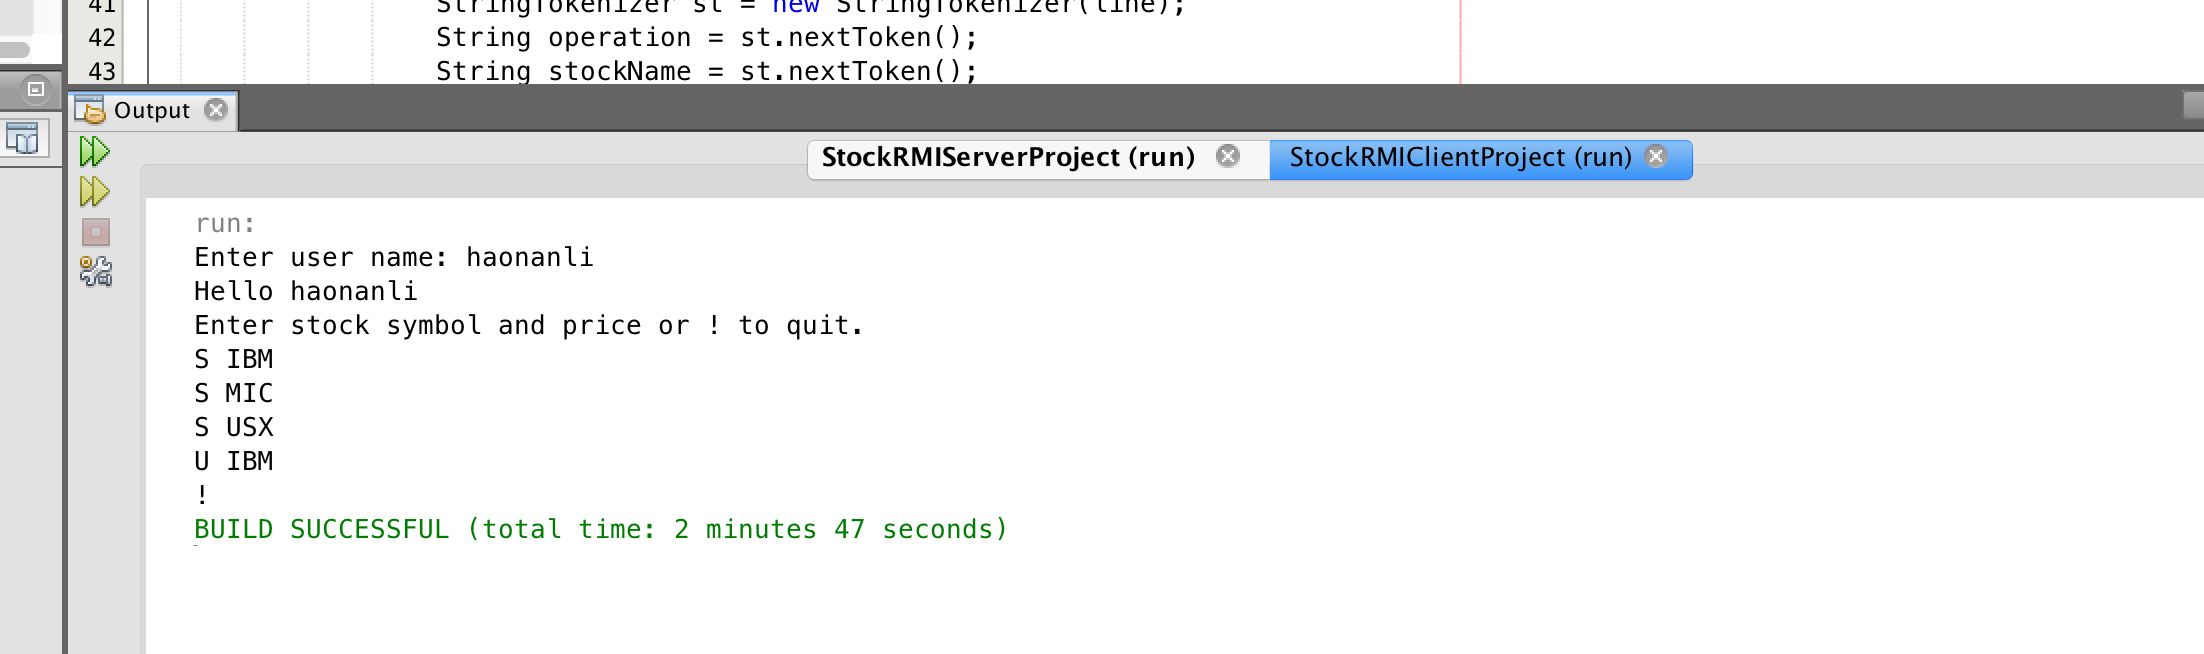 41 StringTokenizer st = new StringTokenizer(line);
42 String operation = st.nextToken();
43 String stockName = st.nextToken();
Output
StockRMIServerProject (run) StockRMIClientProject (run)
run:
Enter user name: haonanli
Hello haonanli
Enter stock symbol and price or ! to quit.
S IBM
S MIC
S USX
U IBM
!
BUILD SUCCESSFUL (total time: 2 minutes 47 seconds)